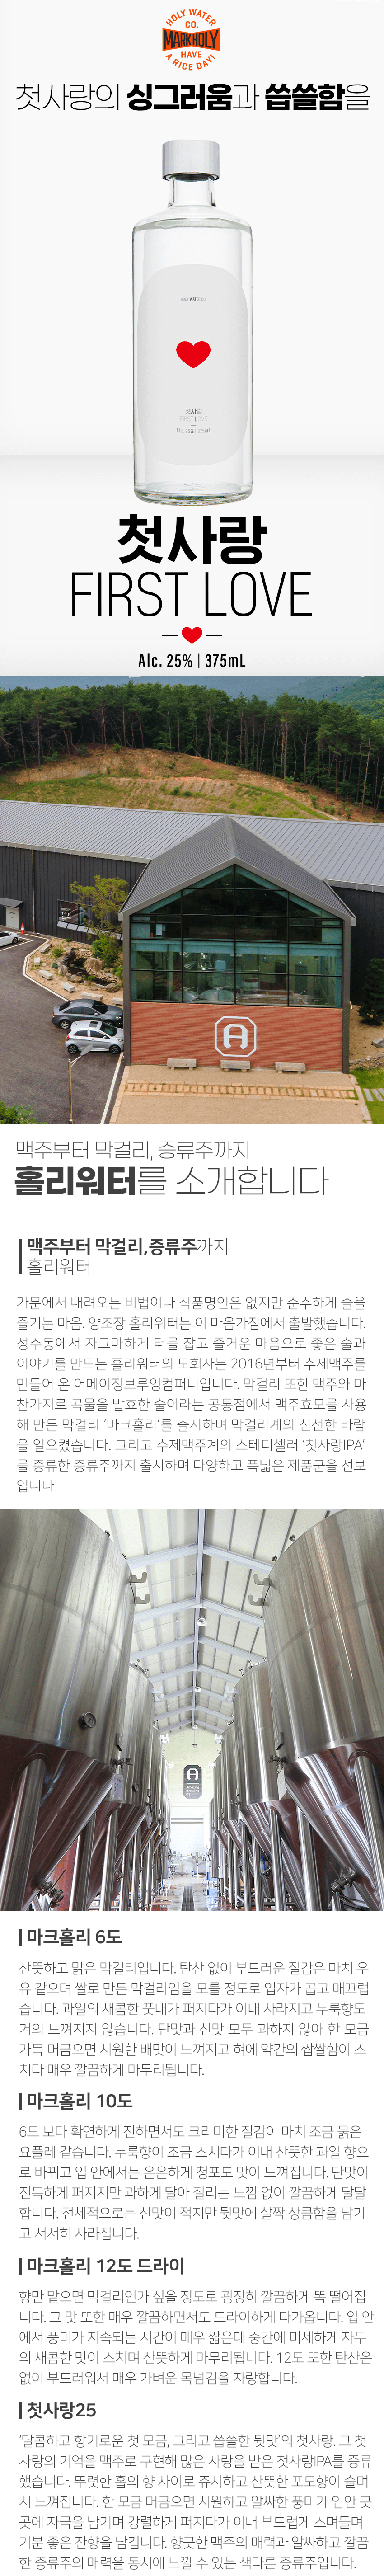 HOLY WATER
CO.
MARKHOLY
HAVE
A RICE DAY!
첫사랑의 싱그러움과 씁쓸함을
첫사랑
FIRST LOVE
첫사랑
FIRST LOVE
Alc. 25% | 375mL
A
맥주부터 막걸리, 증류주까지
홀리워터를 소개합니다
맥주부터 막걸리,증류주까지
홀리워터
가문에서 내려오는 비법이나 식품명인은 없지만 순수하게 술을
즐기는 마음. 양조장 홀리워터는 이 마음가짐에서 출발했습니다.
성수동에서 자그마하게 터를 잡고 즐거운 마음으로 좋은 술과
이야기를 만드는 홀리워터의 모회사는 2016년부터 수제맥주를
만들어 온 어메이징브루잉컴퍼니입니다. 막걸리 또한 맥주와 마
찬가지로 곡물을 발효한 술이라는 공통점에서 맥주효모를 사용
해 만든 막걸리 ‘마크홀리’를 출시하며 막걸리계의 신선한 바람
을 일으켰습니다. 그리고 수제맥주계의 스테디셀러 ‘첫사랑IPA’
를 증류한 증류주까지 출시하며 다양하고 폭넓은 제품군을 선보
입니다.
A
마크홀리 6도
산뜻하고 맑은 막걸리입니다. 탄산 없이 부드러운 질감은 마치 우
유 같으며 쌀로 만든 막걸리임을 모를 정도로 입자가 곱고 매끄럽
습니다. 과일의 새콤한 풋내가 퍼지다가 이내 사라지고 누룩향도
거의 느껴지지 않습니다. 단맛과 신맛 모두 과하지 않아 한 모금
가득 머금으면 시원한 배맛이 느껴지고 혀에 약간의 쌉쌀함이 스
치다 매우 깔끔하게 마무리됩니다.
마크홀리 10도
6도 보다 확연하게 진하면서도 크리미한 질감이 마치 조금 묽은
요플레 같습니다. 누룩향이 조금 스치다가 이내 산뜻한 과일 향으
로 바뀌고 입 안에서는 은은하게 청포도 맛이 느껴집니다. 단맛이
진득하게 퍼지지만 과하게 달아 질리는 느낌 없이 깔끔하게 달달
합니다. 전체적으로는 신맛이 적지만 뒷맛에 살짝 상큼함을 남기
고 서서히 사라집니다.
마크홀리 12도 드라이
향만 맡으면 막걸리인가 싶을 정도로 굉장히 깔끔하게 똑 떨어집
니다. 그 맛 또한 매우 깔끔하면서도 드라이하게 다가옵니다. 입 안
에서 풍미가 지속되는 시간이 매우 짧은데 중간에 미세하게 자두
의 새콤한 맛이 스치며 산뜻하게 마무리됩니다. 12도 또한 탄산은
없이 부드러워서 매우 가벼운 목넘김을 자랑합니다.
첫사랑25
‘달콤하고 향기로운 첫 모금, 그리고 씁쓸한 뒷맛’의 첫사랑. 그 첫
사랑의 기억을 맥주로 구현해 많은 사랑을 받은 첫사랑IPA를 증류
했습니다. 뚜렷한 홉의 향 사이로 쥬시하고 산뜻한 포도향이 슬며
시 느껴집니다. 한 모금 머금으면 시원하고 알싸한 풍미가 입안 곳
곳에 자극을 남기며 강렬하게 퍼지다가 이내 부드럽게 스며들며
기분 좋은 잔향을 남깁니다. 향긋한 맥주의 매력과 알싸하고 깔끔
한 증류주의 매력을 동시에 느낄 수 있는 색다른 증류주입니다.